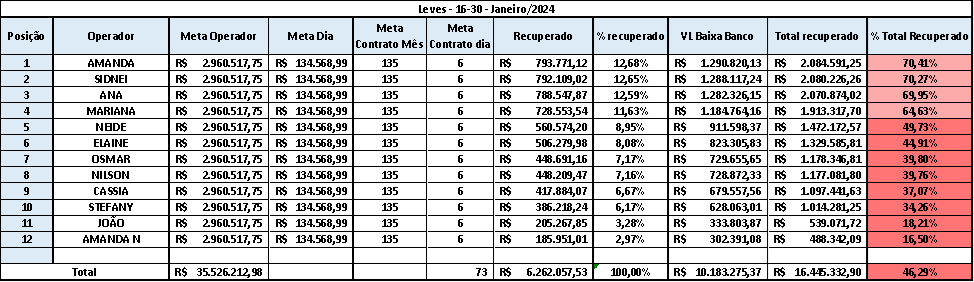 Leves - 16-30 - Janeiro/2024
Posição Operador Meta Operador Meta Dia Meta Contrato Mês Meta Contrato dia Recuperado % recuperado VL Baixa Banco Total recuperado % Total Recuperado
1 AMANDA R$ 2.960.517,75 R$ 134.568,99 135 6 R$ 793.771,12 12,68% R$ 1.290.820,13 R$ 2.084.591,25 70,41%
2 SIDNEI R$ 2.960.517,75 R$ 134.568,99 135 6 R$ 792.109,02 12,65% R$ 1.288.117,24 R$ 2.080.226,26 70,27%
3 ANA R$ 2.960.517,75 R$ 134.568,99 135 6 R$ 788.547,87 12,59% R$ 1.282.326,15 R$ 2.070.874,02 69,95%
4 MARIANA R$ 2.960.517,75 R$ 134.568,99 135 6 R$ 728.553,54 11,63% R$ 1.184.764,16 R$ 1.913.317,70 64,63%
5 NEIDE R$ 2.960.517,75 R$ 134.568,99 135 6 R$ 560.574,20 8,95% R$ 911.598,37 R$ 1.472.172,57 49,73%
6 ELAINE R$ 2.960.517,75 R$ 134.568,99 135 6 R$ 506.279,98 8,08% R$ 823.305,83 R$ 1.329.585,81 44,91%
7 OSMAR R$ 2.960.517,75 R$ 134.568,99 135 6 R$ 448.691,16 7,17% R$ 729.655,65 R$ 1.178.346,81 39,80%
8 NILSON R$ 2.960.517,75 R$ 134.568,99 135 6 R$ 448.209,47 7,16% R$ 728.872,33 R$ 1.177.081,80 39,76%
9 CASSIA R$ 2.960.517,75 R$ 134.568,99 135 6 R$ 417.884,07 6,67% R$ 679.557,56 R$ 1.097.441,63 37,07%
10 STEFANY R$ 2.960.517,75 R$ 134.568,99 135 6 R$ 386.218,24 6,17% R$ 628.063,01 R$ 1.014.281,25 34,26%
11 JOÃO R$ 2.960.517,75 R$ 134.568,99 135 6 R$ 205.267,85 3,28% R$ 333.803,87 R$ 539.071,72 18,21%
12 AMANDA N R$ 2.960.517,75 R$ 134.568,99 135 6 R$ 185.951,01 2,97% R$ 302.391,08 R$ 488.342,09 16,50%
Total R$ 35.526.212,98 73 R$ 6.262.057,53 100,00% R$ 10.183.275,37 R$ 16.445.332,90 46,29%